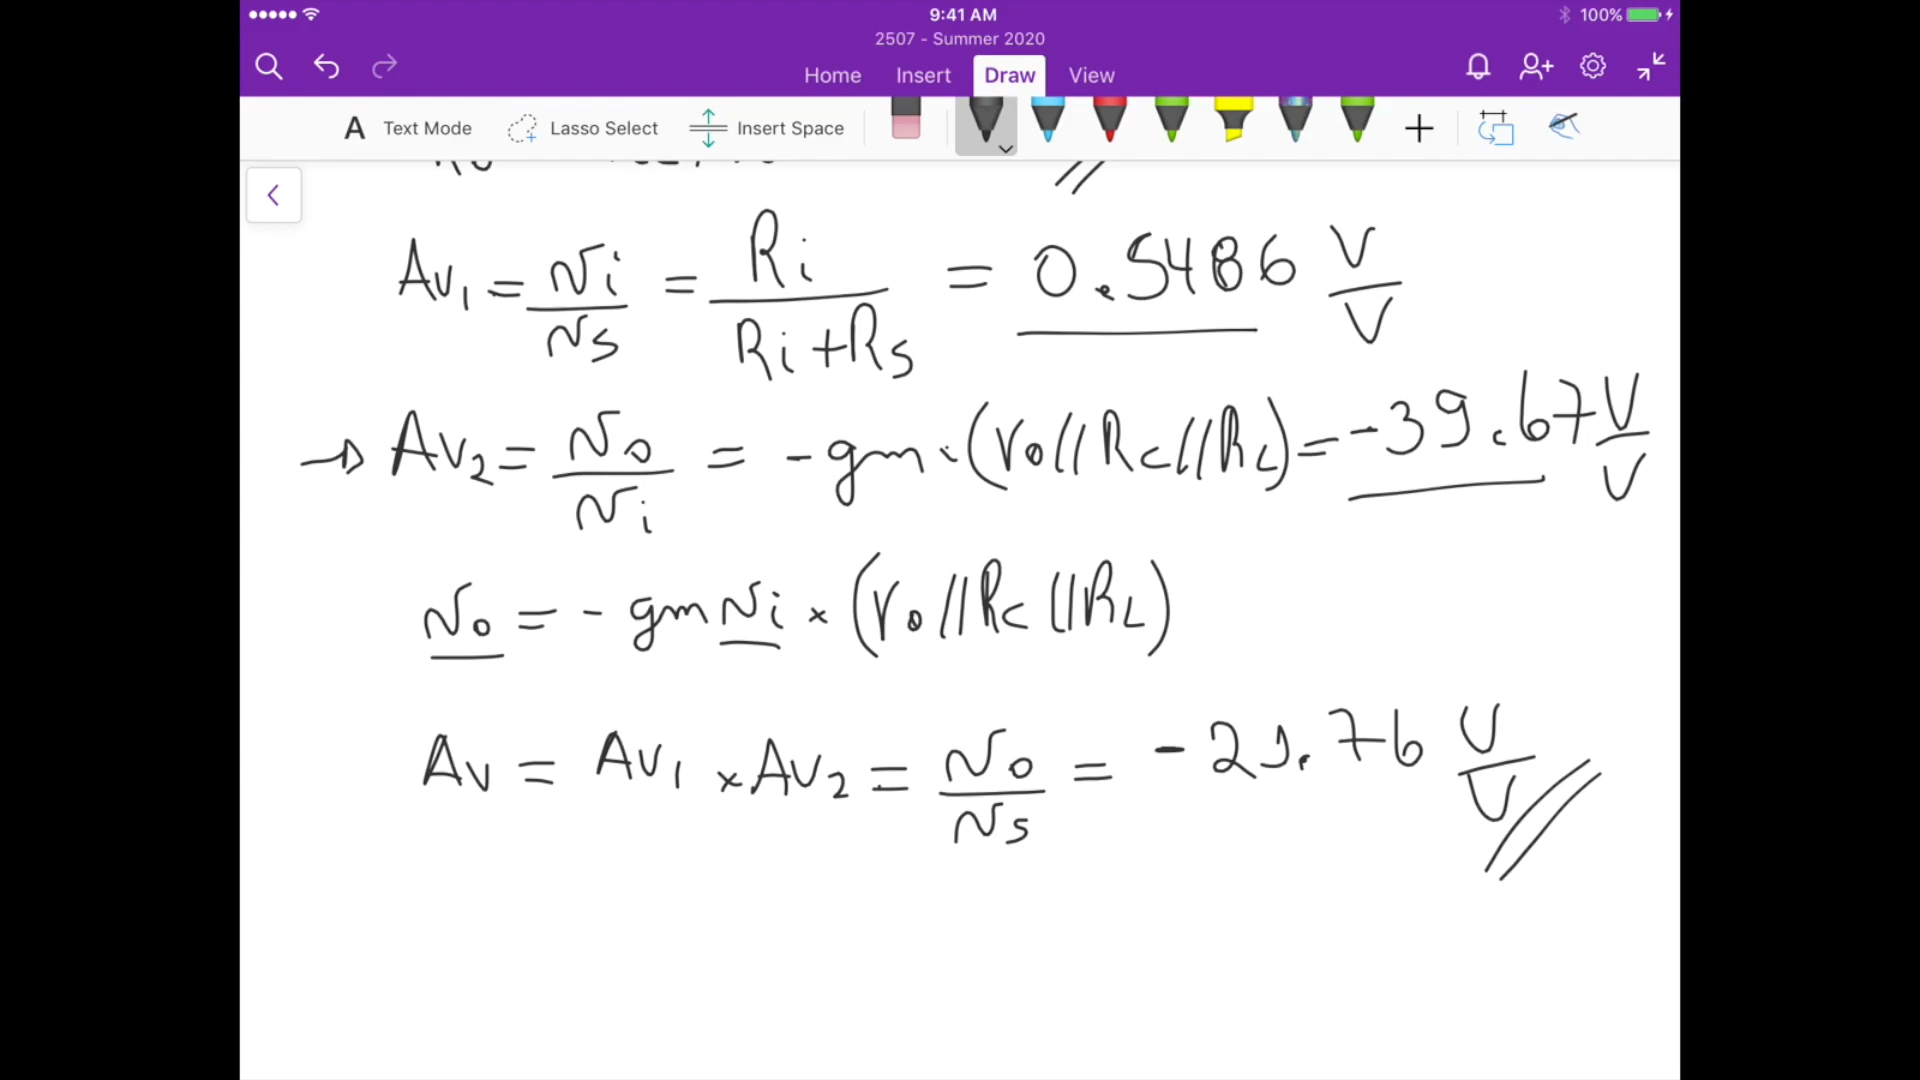 9:41 AM
100%
2507 - Summer 2020
Home Insert Draw View
A Text Mode Lasso Select Insert Space
Av₁ = vi/vs = Ri/(Ri+Rs) = 0.5486 V/V
→ Av₂ = vo/vi = -gm · (ro//Rc//RL) = -39.67 V/V
vo = - gm vi × (ro//Rc//RL)
Av = Av₁ × Av₂ = vo/vs = -21.76 V/V